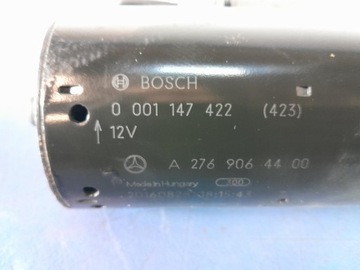 BOSCH
0 001 147 422 (423)
12V
A 276 906 44 00
Made in Hungary